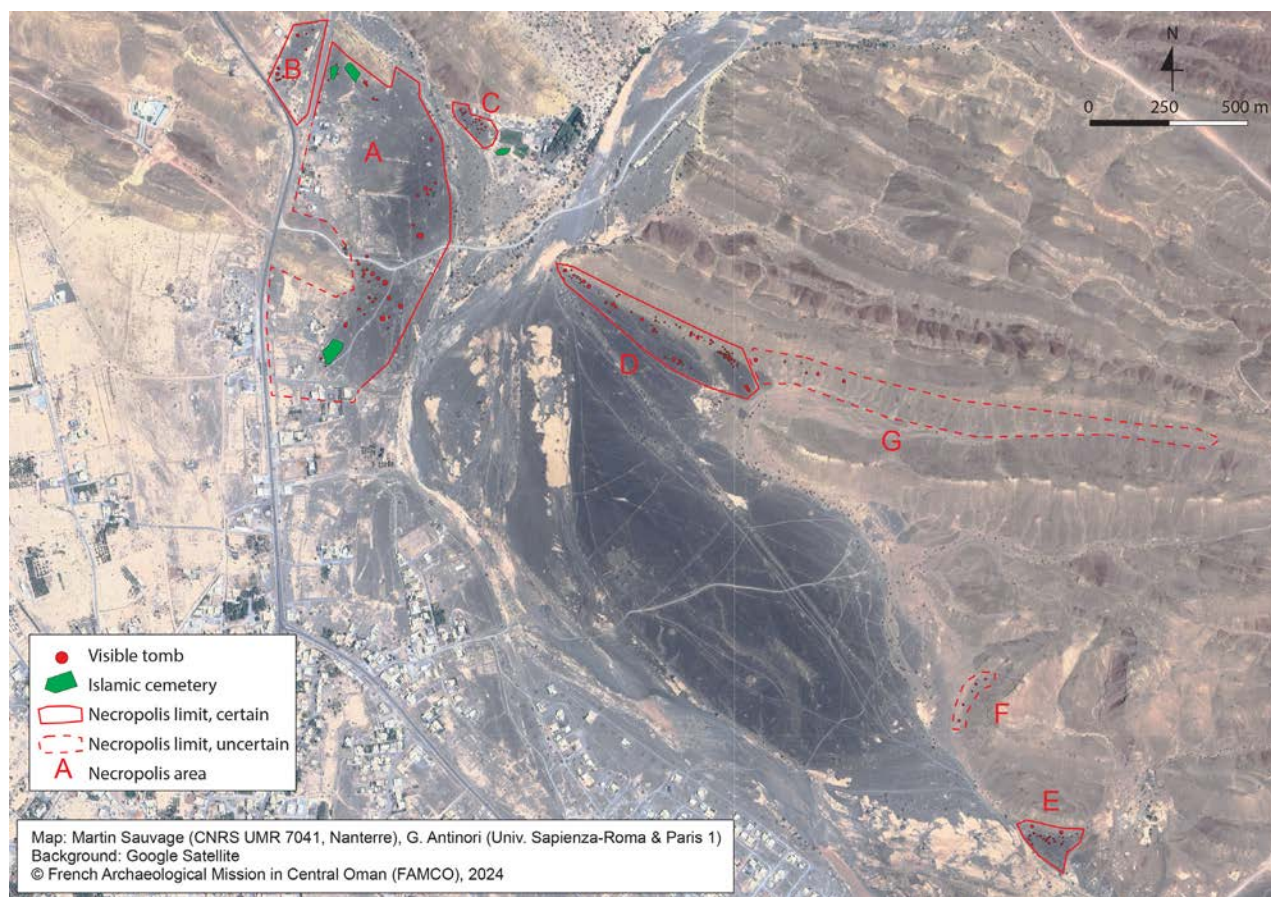 N
0 250 500 m
B
C
A
D
G
F
E
Visible tomb
Islamic cemetery
Necropolis limit, certain
Necropolis limit, uncertain
A Necropolis area
Map: Martin Sauvage (CNRS UMR 7041, Nanterre), G. Antinori (Univ. Sapienza-Roma & Paris 1)
Background: Google Satellite
© French Archaeological Mission in Central Oman (FAMCO), 2024